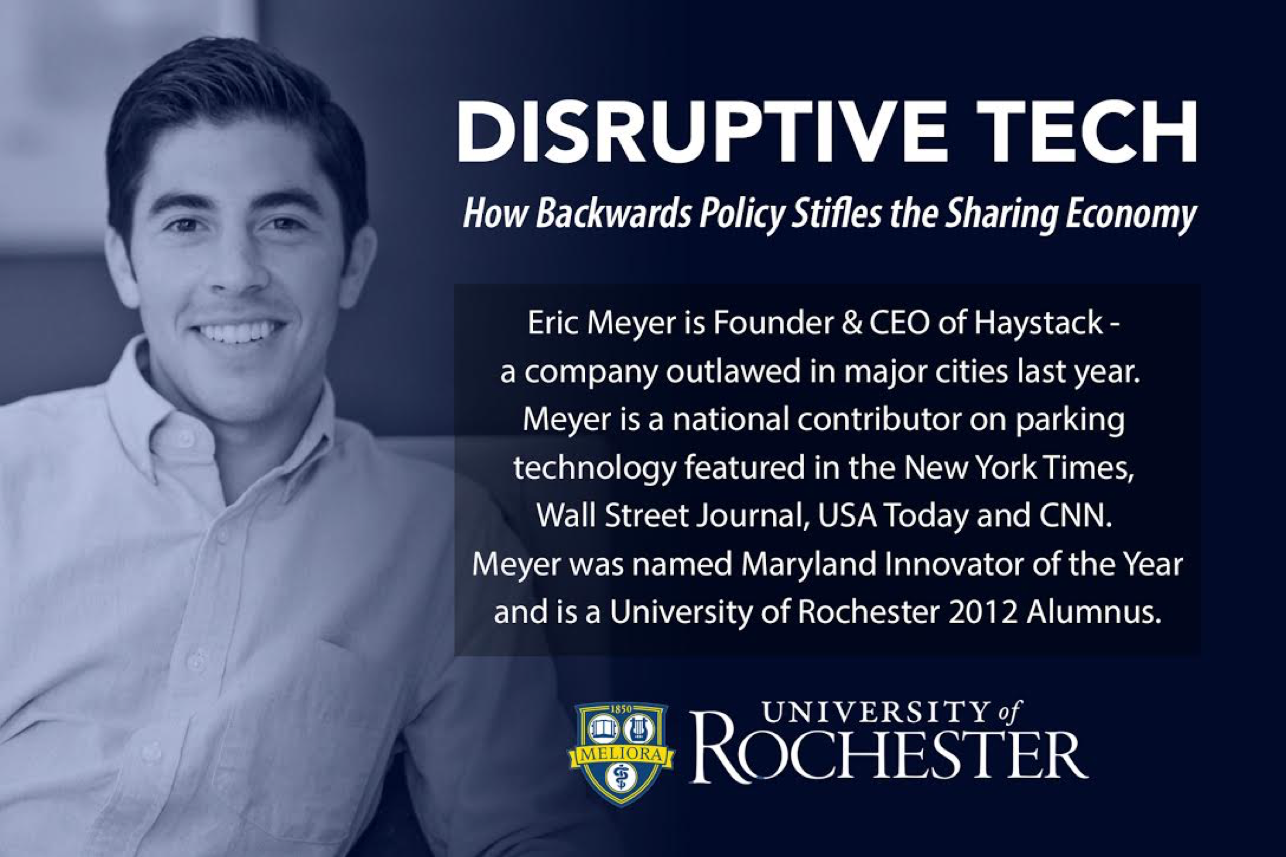 DISRUPTIVE TECH
How Backwards Policy Stifles the Sharing Economy
Eric Meyer is Founder & CEO of Haystack -
a company outlawed in major cities last year.
Meyer is a national contributor on parking
technology featured in the New York Times,
Wall Street Journal, USA Today and CNN.
Meyer was named Maryland Innovator of the Year
and is a University of Rochester 2012 Alumnus.
1850
MELIORA
UNIVERSITY of
ROCHESTER